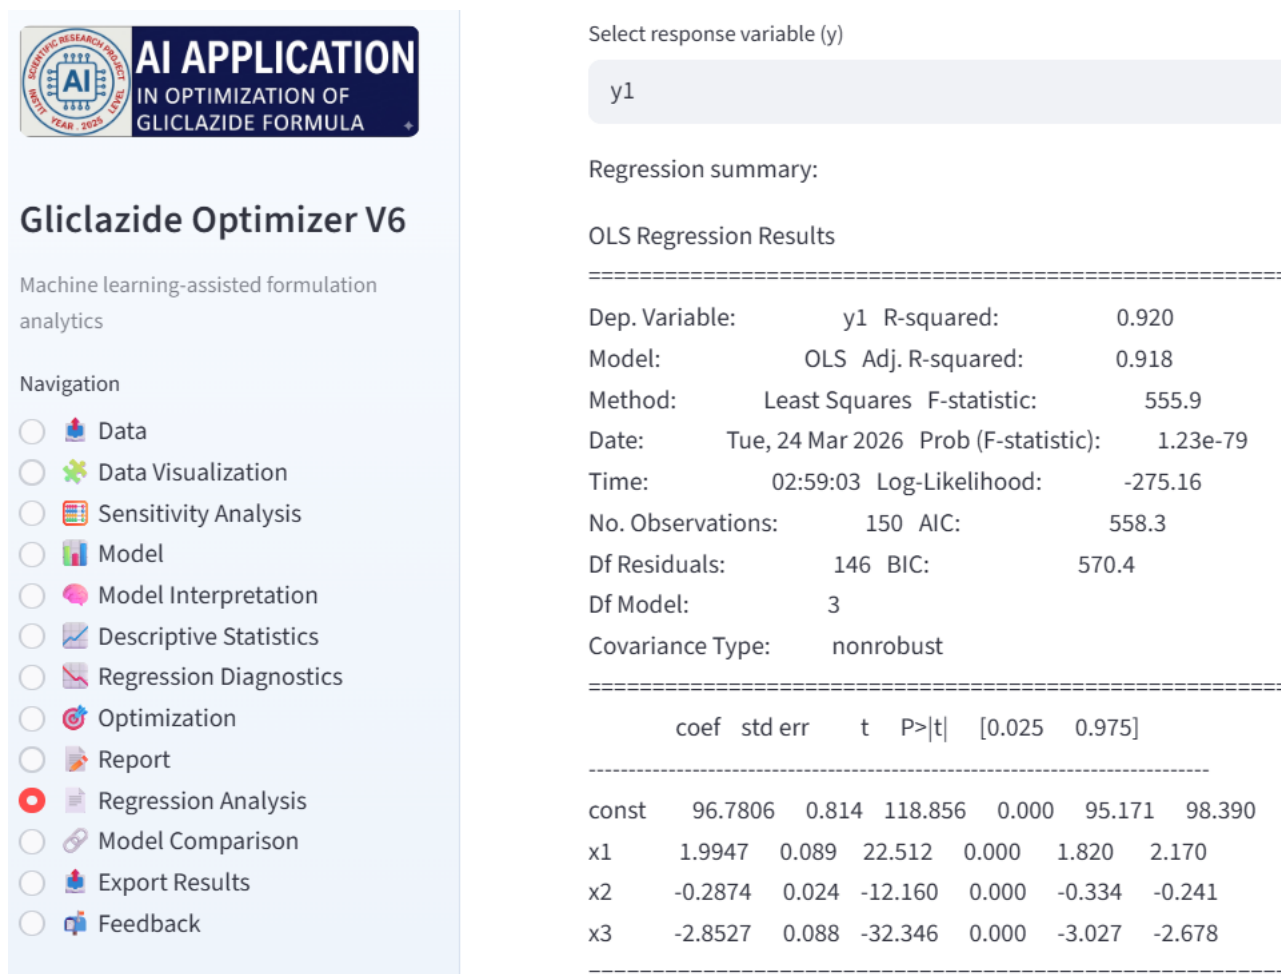 SCIENTIFIC RESEARCH PROJECT
INSTIT YEAR . 2025 LEVEL
AI
AI APPLICATION
IN OPTIMIZATION OF
GLICLAZIDE FORMULA
Gliclazide Optimizer V6
Machine learning-assisted formulation
analytics
Navigation
Data
Data Visualization
Sensitivity Analysis
Model
Model Interpretation
Descriptive Statistics
Regression Diagnostics
Optimization
Report
Regression Analysis
Model Comparison
Export Results
Feedback
Select response variable (y)
y1
Regression summary:
OLS Regression Results
======================================================
Dep. Variable: y1 R-squared: 0.920
Model: OLS Adj. R-squared: 0.918
Method: Least Squares F-statistic: 555.9
Date: Tue, 24 Mar 2026 Prob (F-statistic): 1.23e-79
Time: 02:59:03 Log-Likelihood: -275.16
No. Observations: 150 AIC: 558.3
Df Residuals: 146 BIC: 570.4
Df Model: 3
Covariance Type: nonrobust
======================================================
coef std err t P>|t| [0.025 0.975]
------------------------------------------------------------------------------
const 96.7806 0.814 118.856 0.000 95.171 98.390
x1 1.9947 0.089 22.512 0.000 1.820 2.170
x2 -0.2874 0.024 -12.160 0.000 -0.334 -0.241
x3 -2.8527 0.088 -32.346 0.000 -3.027 -2.678
======================================================